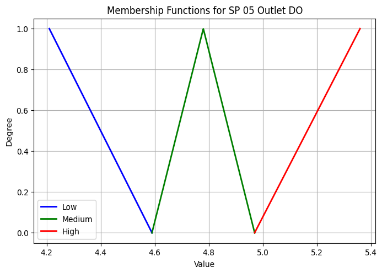 Membership Functions for SP 05 Outlet DO
1.0
0.8
0.6
0.4
0.2
0.0
Degree
Low
Medium
High
4.2 4.4 4.6 4.8 5.0 5.2 5.4
Value